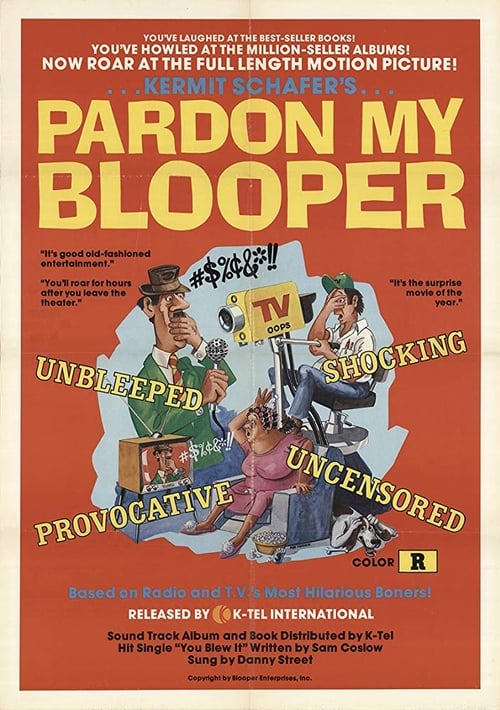 YOU'VE LAUGHED AT THE BEST-SELLER BOOKS!
YOU'VE HOWLED AT THE MILLION-SELLER ALBUMS!
NOW ROAR AT THE FULL LENGTH MOTION PICTURE!
...KERMIT SCHAFER'S...
PARDON MY
BLOOPER
"It's good old-fashioned
entertainment."
"You'll roar for hours
after you leave the
theater."
#$%¢&*!!
TV
OOPS
"It's the surprise
movie of the
year."
UNBLEEPED
SHOCKING
#$%¢&!!
PROVOCATIVE
UNCENSORED
COLOR R
Based on Radio and T.V.'s Most Hilarious Boners!
RELEASED BY K-TEL INTERNATIONAL
Sound Track Album and Book Distributed by K-Tel
Hit Single "You Blew It" Written by Sam Coslow
Sung by Danny Street
Copyright by Blooper Enterprises, Inc.